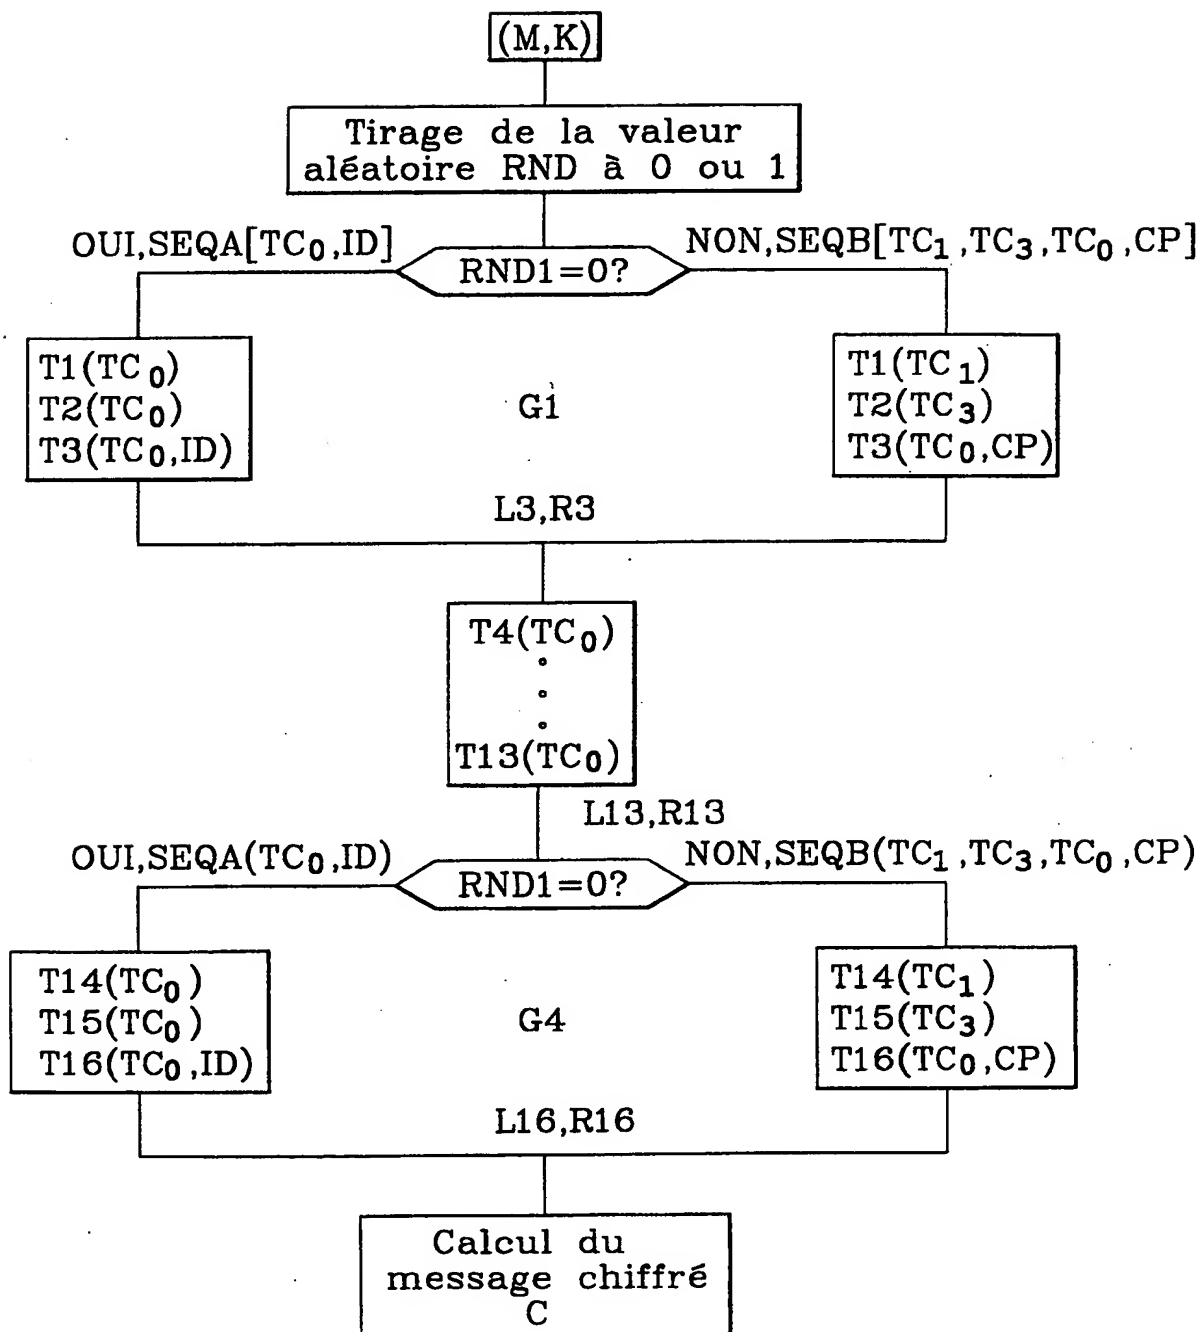 (M,K)
Tirage de la valeur
aléatoire RND à 0 ou 1
OUI,SEQA[TC0,ID]
NON,SEQB[TC1,TC3,TC0,CP]
RND1=0?
T1(TC0)
T2(TC0)
T3(TC0,ID)
G1
T1(TC1)
T2(TC3)
T3(TC0,CP)
L3,R3
T4(TC0)
T13(TC0)
L13,R13
OUI,SEQA(TC0,ID)
NON,SEQB(TC1,TC3,TC0,CP)
RND1=0?
T14(TC0)
T15(TC0)
T16(TC0,ID)
G4
T14(TC1)
T15(TC3)
T16(TC0,CP)
L16,R16
Calcul du
message chiffré
C